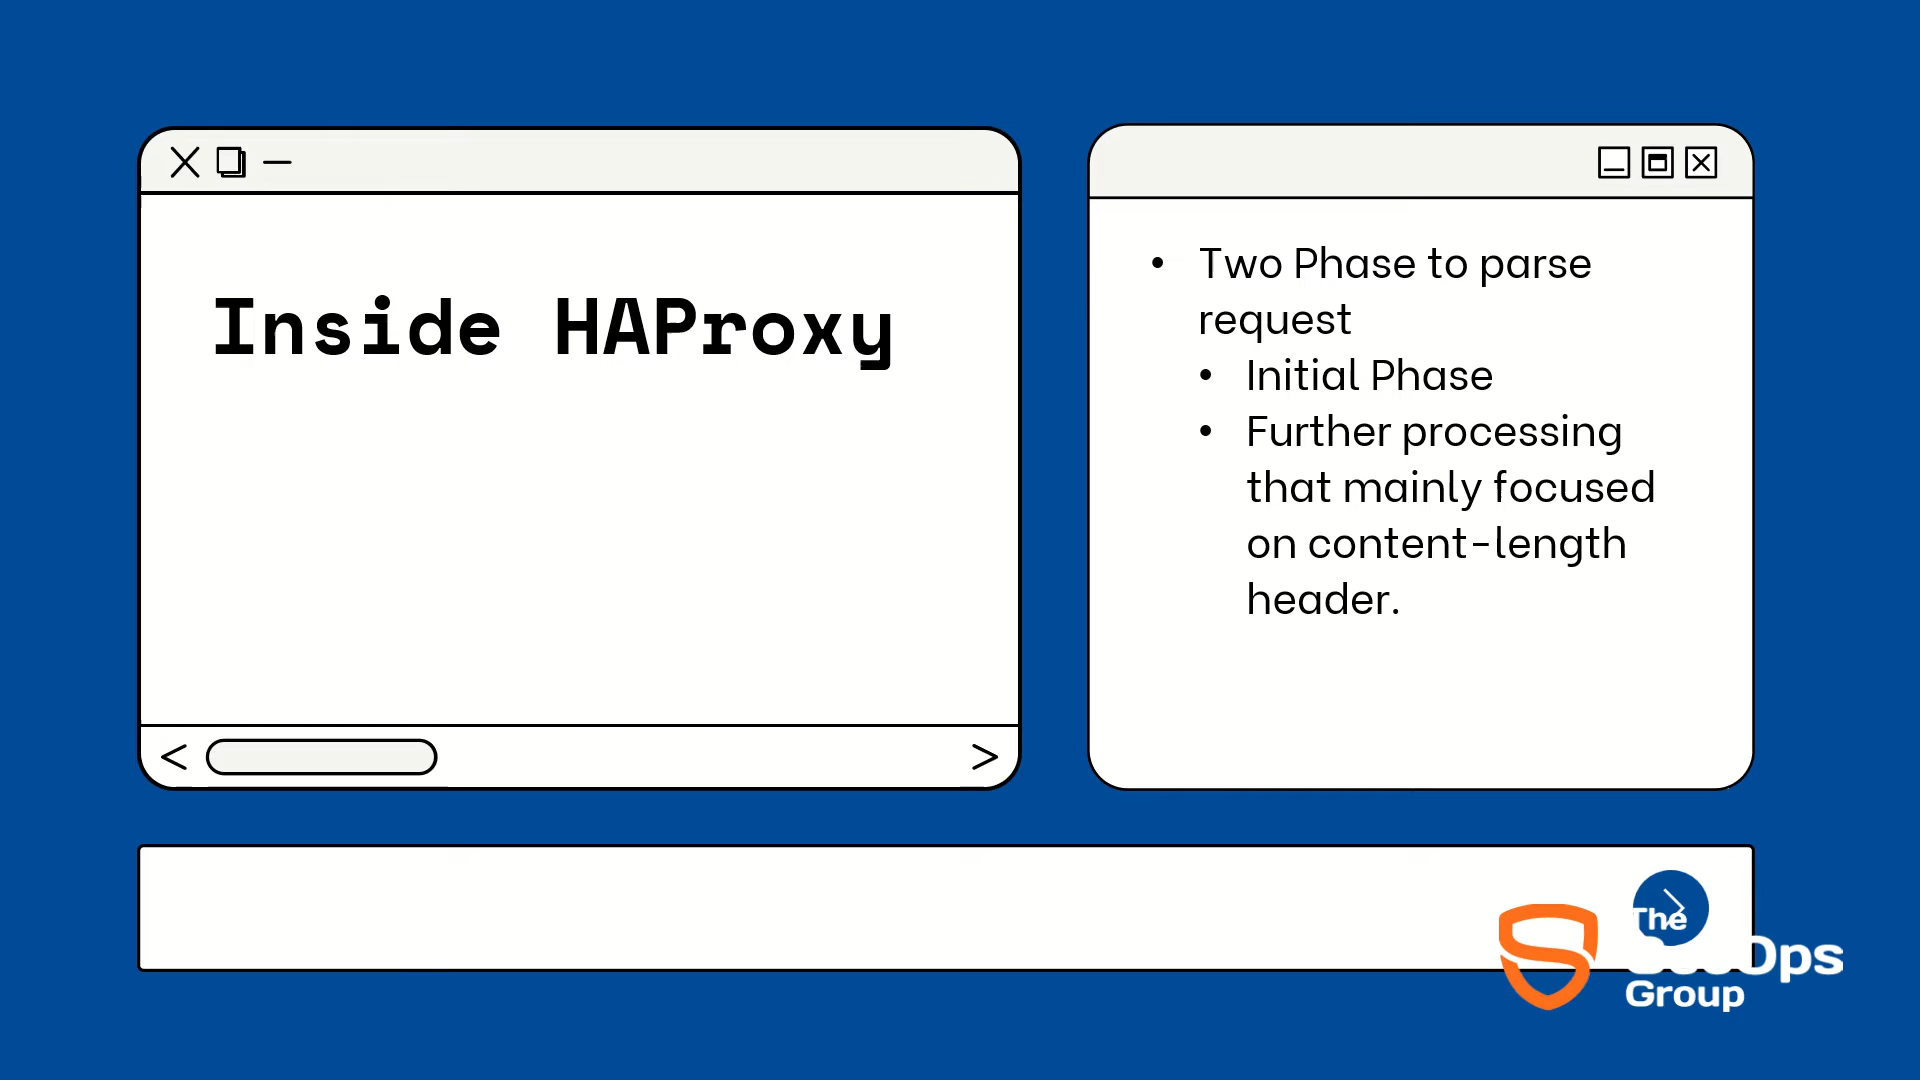 Inside HAProxy
• Two Phase to parse
request
• Initial Phase
• Further processing
that mainly focused
on content-length
header.
The
SecOps
Group